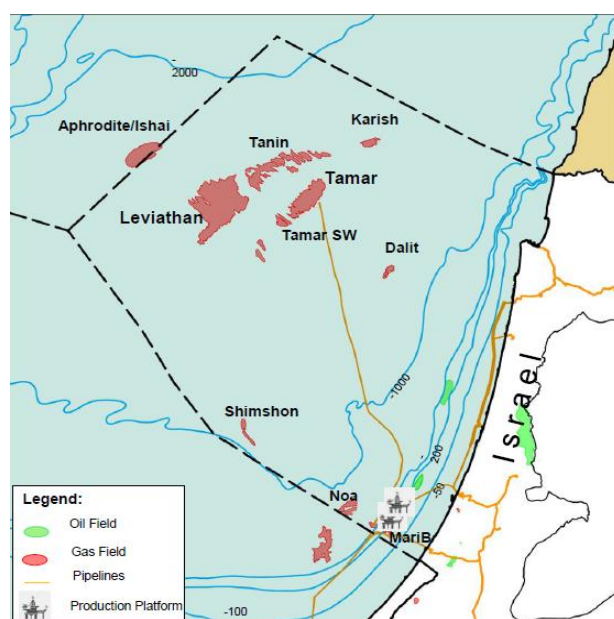 -
2000
Aphrodite/Ishai
Karish
Tanin
Tamar
Leviathan
Tamar SW
Dalit
-1000
Shimshon
Israel
-
200
-50
Noa
MariB
Legend:
Oil Field
Gas Field
Pipelines
Production Platform
-100